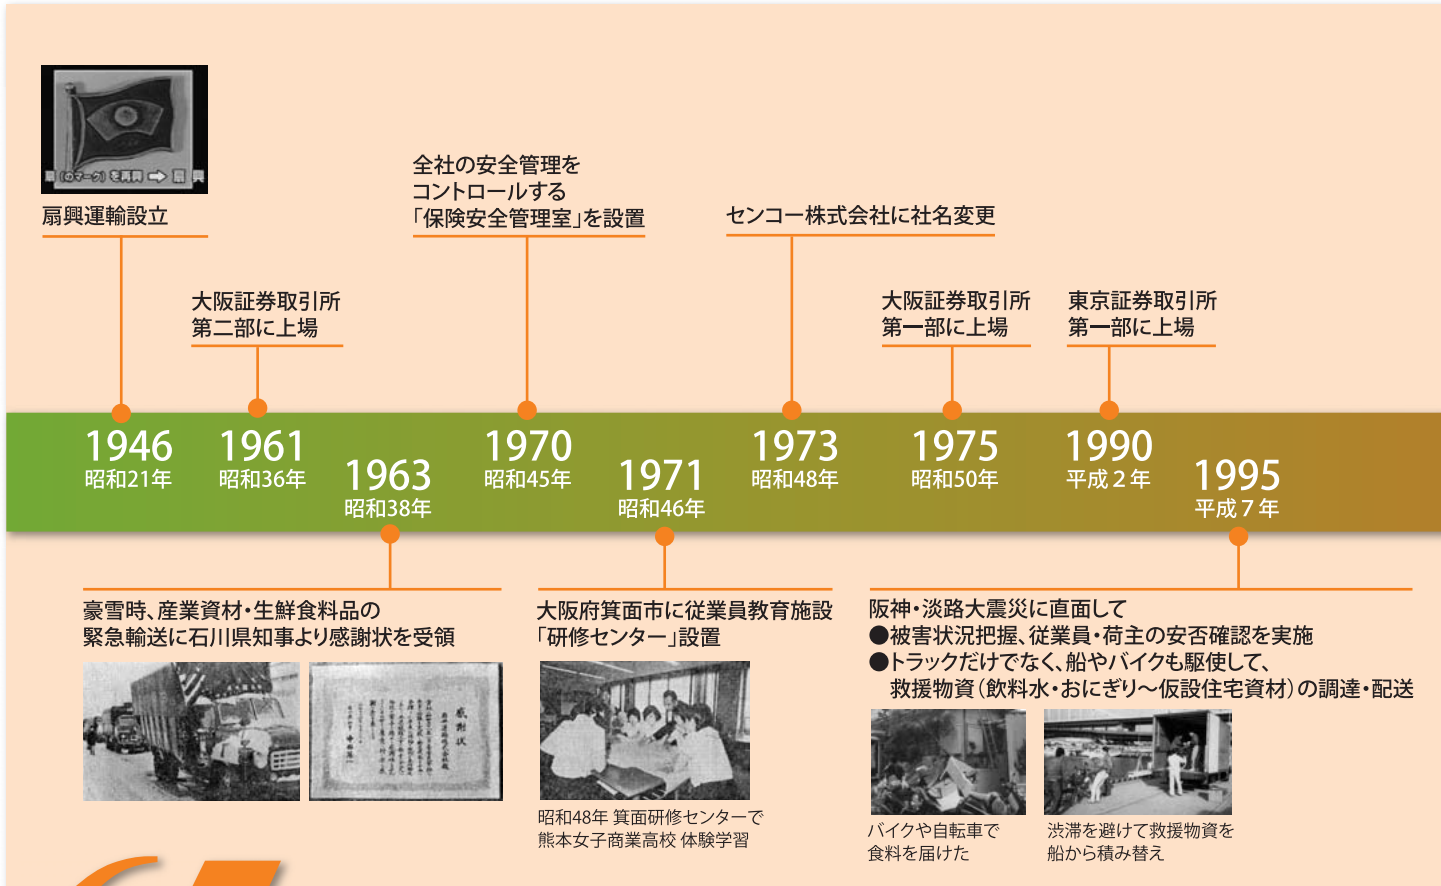 扇興運輸設立
大阪証券取引所
第二部に上場
全社の安全管理を
コントロールする
「保険安全管理室」を設置
センコー株式会社に社名変更
大阪証券取引所
第一部に上場
東京証券取引所
第一部に上場
1946
昭和21年
1961
昭和36年
1963
昭和38年
1970
昭和45年
1971
昭和46年
1973
昭和48年
1975
昭和50年
1990
平成２年
1995
平成７年
豪雪時、産業資材・生鮮食料品の
緊急輸送に石川県知事より感謝状を受領
感謝状
大阪府箕面市に従業員教育施設
「研修センター」設置
昭和48年 箕面研修センターで
熊本女子商業高校 体験学習
阪神・淡路大震災に直面して
●被害状況把握、従業員・荷主の安否確認を実施
●トラックだけでなく、船やバイクも駆使して、
救援物資（飲料水・おにぎり～仮設住宅資材）の調達・配送
バイクや自転車で
食料を届けた
渋滞を避けて救援物資を
船から積み替え